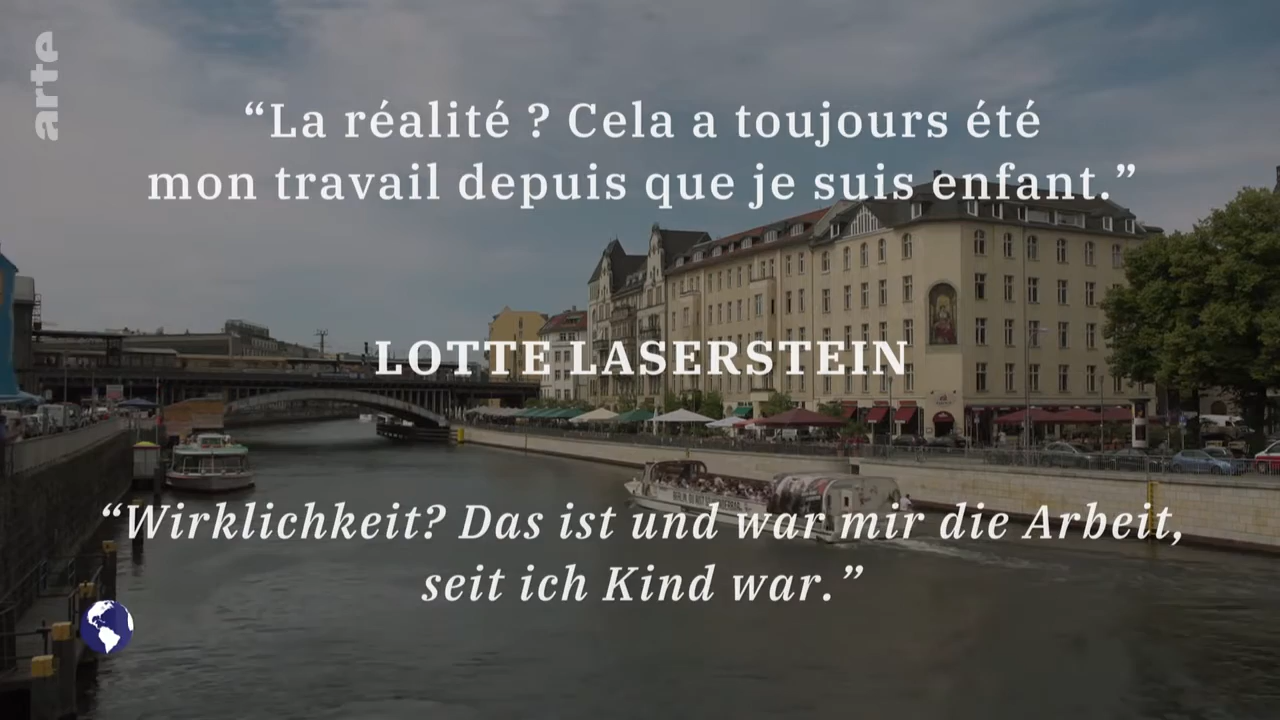 arte
“La réalité ? Cela a toujours été
mon travail depuis que je suis enfant.”
LOTTE LASERSTEIN
“Wirklichkeit? Das ist und war mir die Arbeit,
seit ich Kind war.”